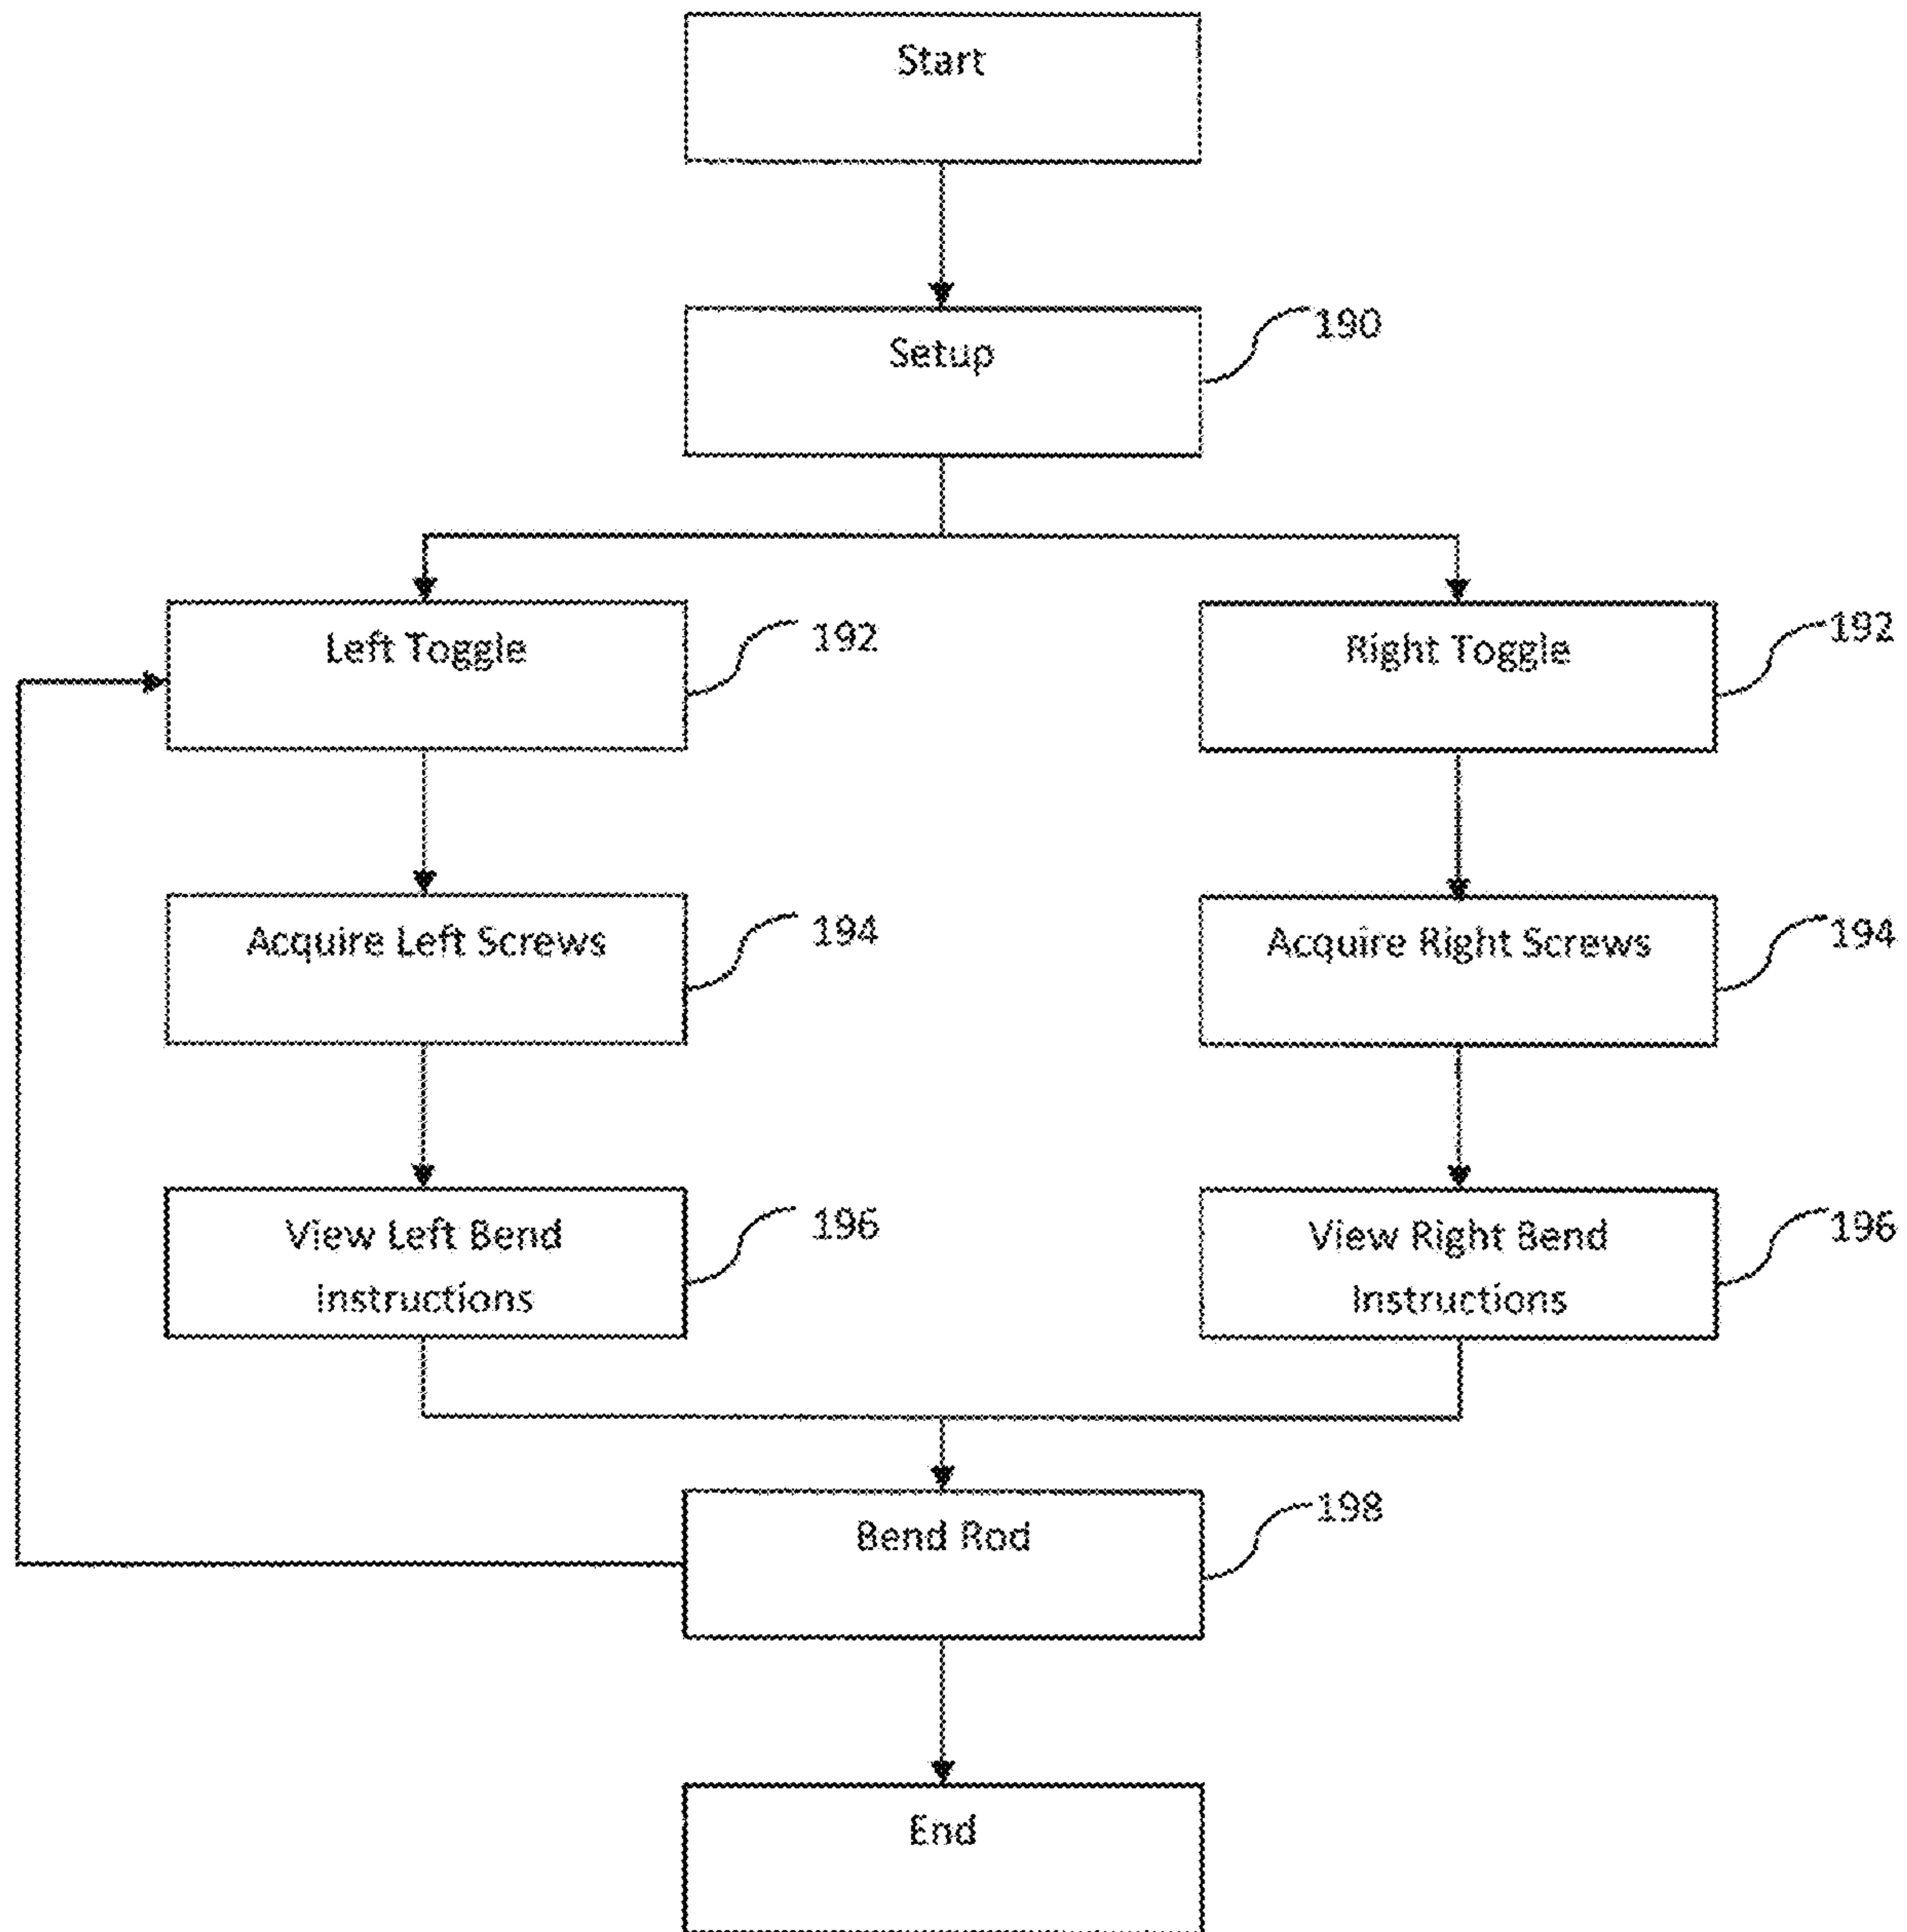 Start
Setup
190
Left Toggle
192
Right Toggle
192
Acquire Left Screws
194
Acquire Right Screws
194
View Left Bend
Instructions
196
View Right Bend
Instructions
196
Bend Rod
198
End